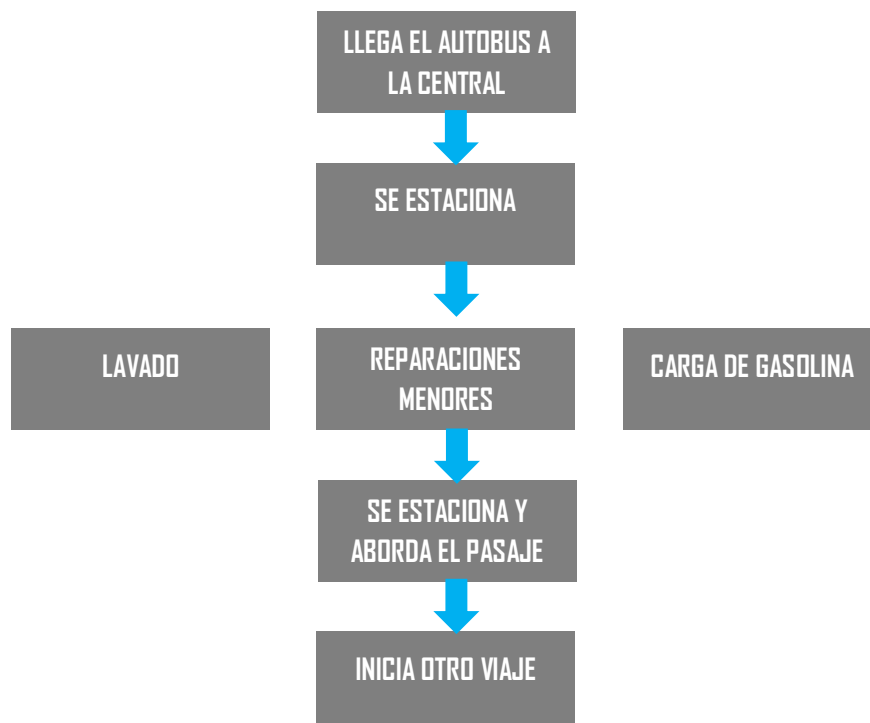 LLEGA EL AUTOBUS A
LA CENTRAL
SE ESTACIONA
LAVADO
REPARACIONES
MENORES
CARGA DE GASOLINA
SE ESTACIONA Y
ABORDA EL PASAJE
INICIA OTRO VIAJE